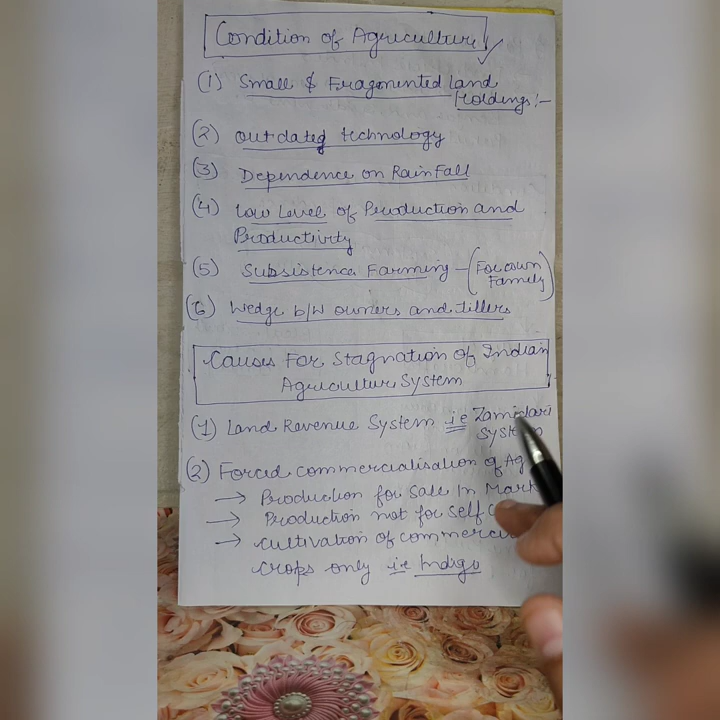 Condition of Agriculture
(1) Small & Fragmented land
Holdings:-
(2) outdated technology
(3) Dependence on RainFall
(4) low level of Production and
Productivity
(5) Subsistence Farming - (For own
Family)
(6) Wedge b/w owners and tillers
Causes For Stagnation of Indian
Agriculture System
(1) Land Revenue System i.e Zamidari
System
(2) Forced commercialisation of Ag
→ Production for Sale In Mark
→ Production not for Self
→ Cultivation of commerci
crops only i.e Indigo